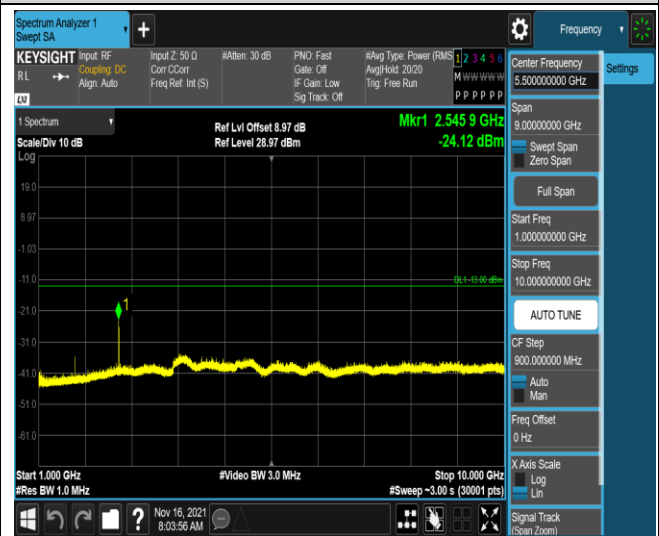 Spectrum Analyzer 1
Swept SA
Frequency
KEYSIGHT
RL
LXI
Input: RF
Coupling: DC
Align: Auto
Input Z: 50 Ω
Corr CCorr
Freq Ref: Int (S)
#Atten: 30 dB
PNO: Fast
Gate: Off
IF Gain: Low
Sig Track: Off
#Avg Type: Power (RMS
Avg|Hold: 20/20
Trig: Free Run
1 2 3 4 5 6
M W W W W W
P P P P P P
1 Spectrum
Scale/Div 10 dB
Log
Ref Lvl Offset 8.97 dB
Ref Level 28.97 dBm
Mkr1 2.545 9 GHz
-24.12 dBm
19.0
8.97
-1.03
-11.0
DL1 -13.00 dBm
-21.0
1
-31.0
-41.0
-51.0
-61.0
Start 1.000 GHz
#Res BW 1.0 MHz
#Video BW 3.0 MHz
Stop 10.000 GHz
#Sweep ~3.00 s (30001 pts)
Nov 16, 2021
8:03:56 AM
Center Frequency
5.500000000 GHz
Settings
Span
9.00000000 GHz
Swept Span
Zero Span
Full Span
Start Freq
1.000000000 GHz
Stop Freq
10.000000000 GHz
AUTO TUNE
CF Step
900.000000 MHz
Auto
Man
Freq Offset
0 Hz
X Axis Scale
Log
Lin
Signal Track
(Span Zoom)